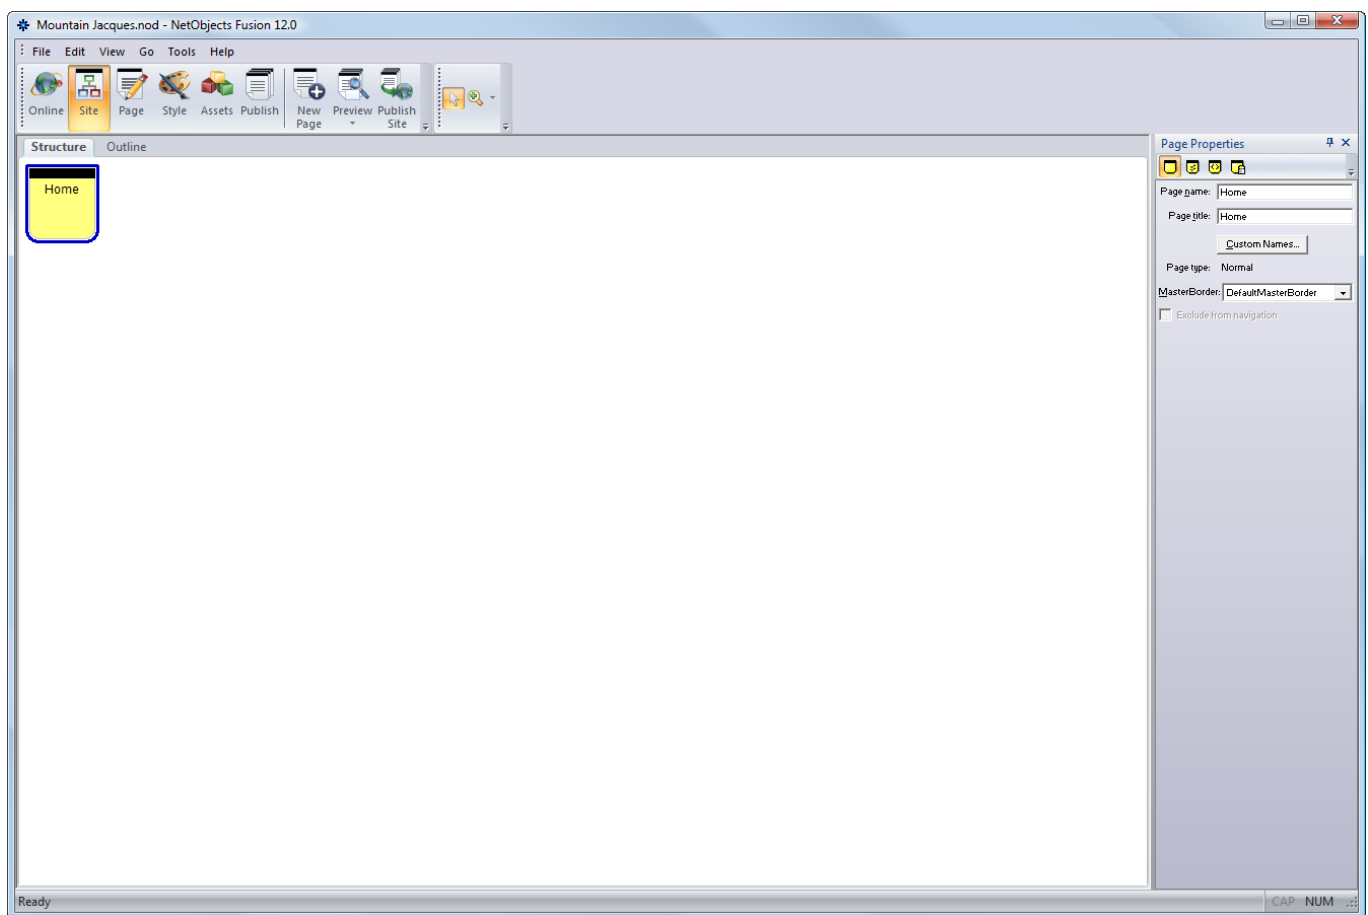 Mountain Jacques.nod - NetObjects Fusion 12.0
File Edit View Go Tools Help
Online Site Page Style Assets Publish New Page Preview Publish Site
Structure Outline
Home
Page Properties
Page name: Home
Page title: Home
Custom Names...
Page type: Normal
MasterBorder: DefaultMasterBorder
Exclude from navigation
Ready CAP NUM